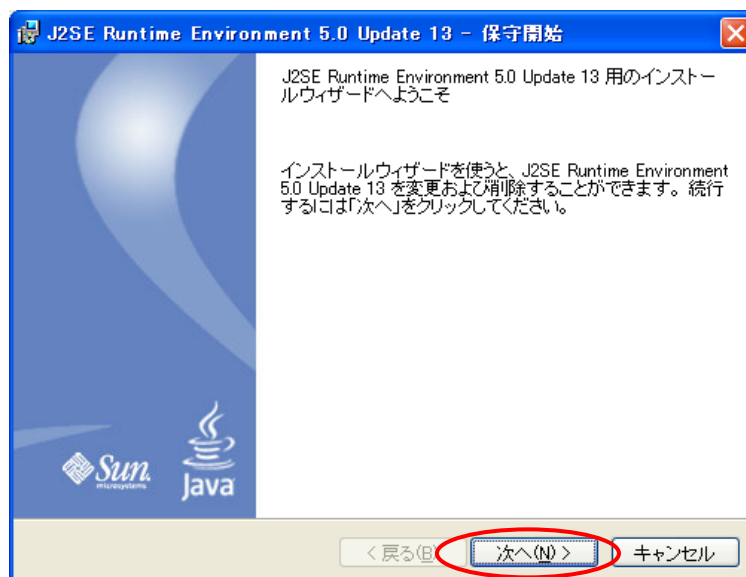 J2SE Runtime Environment 5.0 Update 13 - 保守開始
J2SE Runtime Environment 5.0 Update 13 用のインストー
ルウィザードへようこそ
インストールウィザードを使うと、J2SE Runtime Environment
5.0 Update 13 を変更および削除することができます。続行
するには「次へ」をクリックしてください。
Sun
microsystems
Java
< 戻る(B)
次へ(N) >
キャンセル